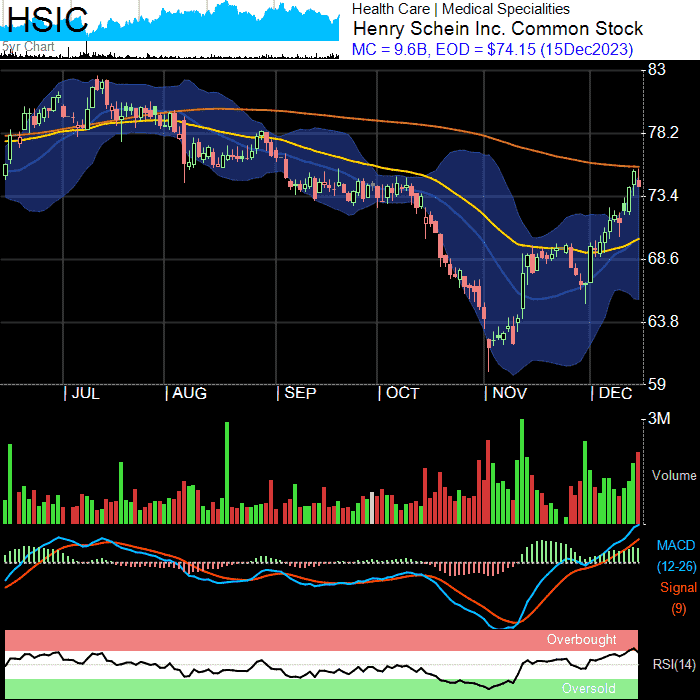 HSIC
5yr Chart
Health Care | Medical Specialities
Henry Schein Inc. Common Stock
MC = 9.6B, EOD = $74.15 (15Dec2023)
83
78.2
73.4
68.6
63.8
59
| JUL | AUG | SEP | OCT | NOV | DEC
3M
Volume
MACD
(12-26)
Signal
(9)
Overbought
RSI(14)
Oversold